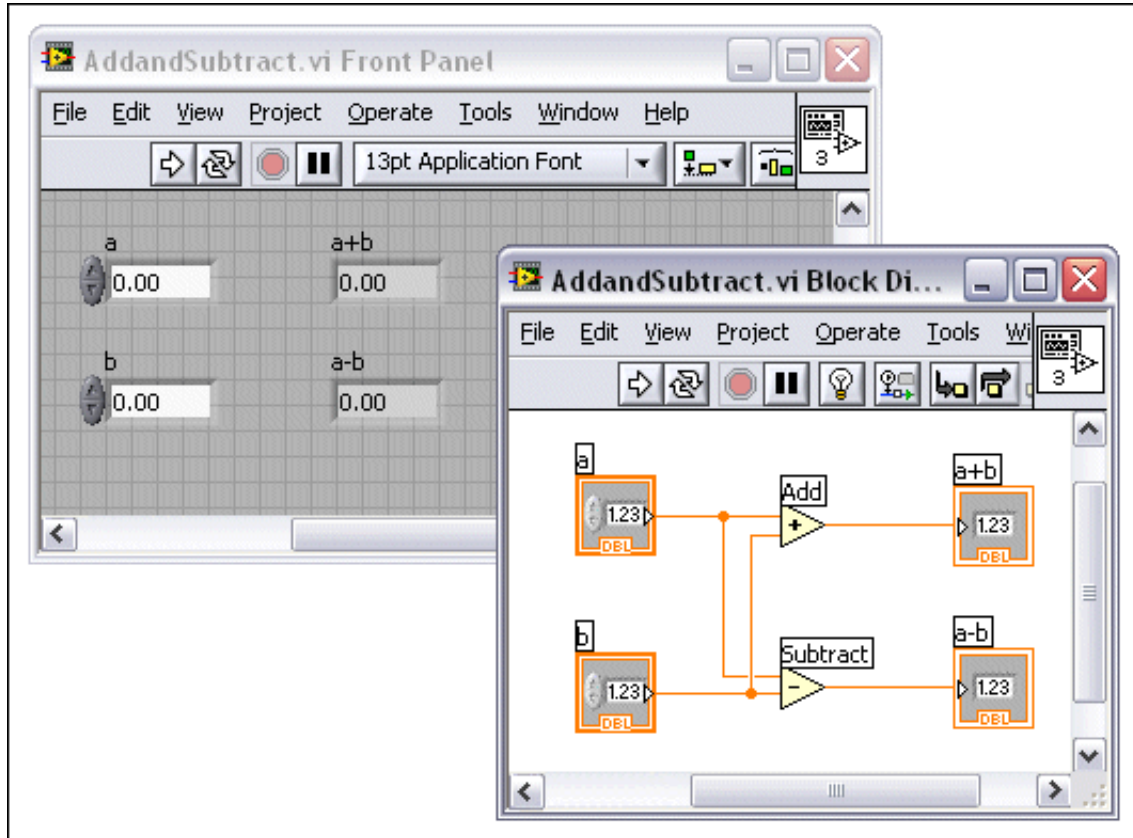 AddandSubtract.vi Front Panel
File Edit View Project Operate Tools Window Help
13pt Application Font
3
a
a+b
0.00
0.00
b
a-b
0.00
0.00
AddandSubtract.vi Block Di...
File Edit View Project Operate Tools Wi
3
a
1.23
DBL
Add
+
a+b
1.23
DBL
b
1.23
DBL
Subtract
-
a-b
1.23
DBL